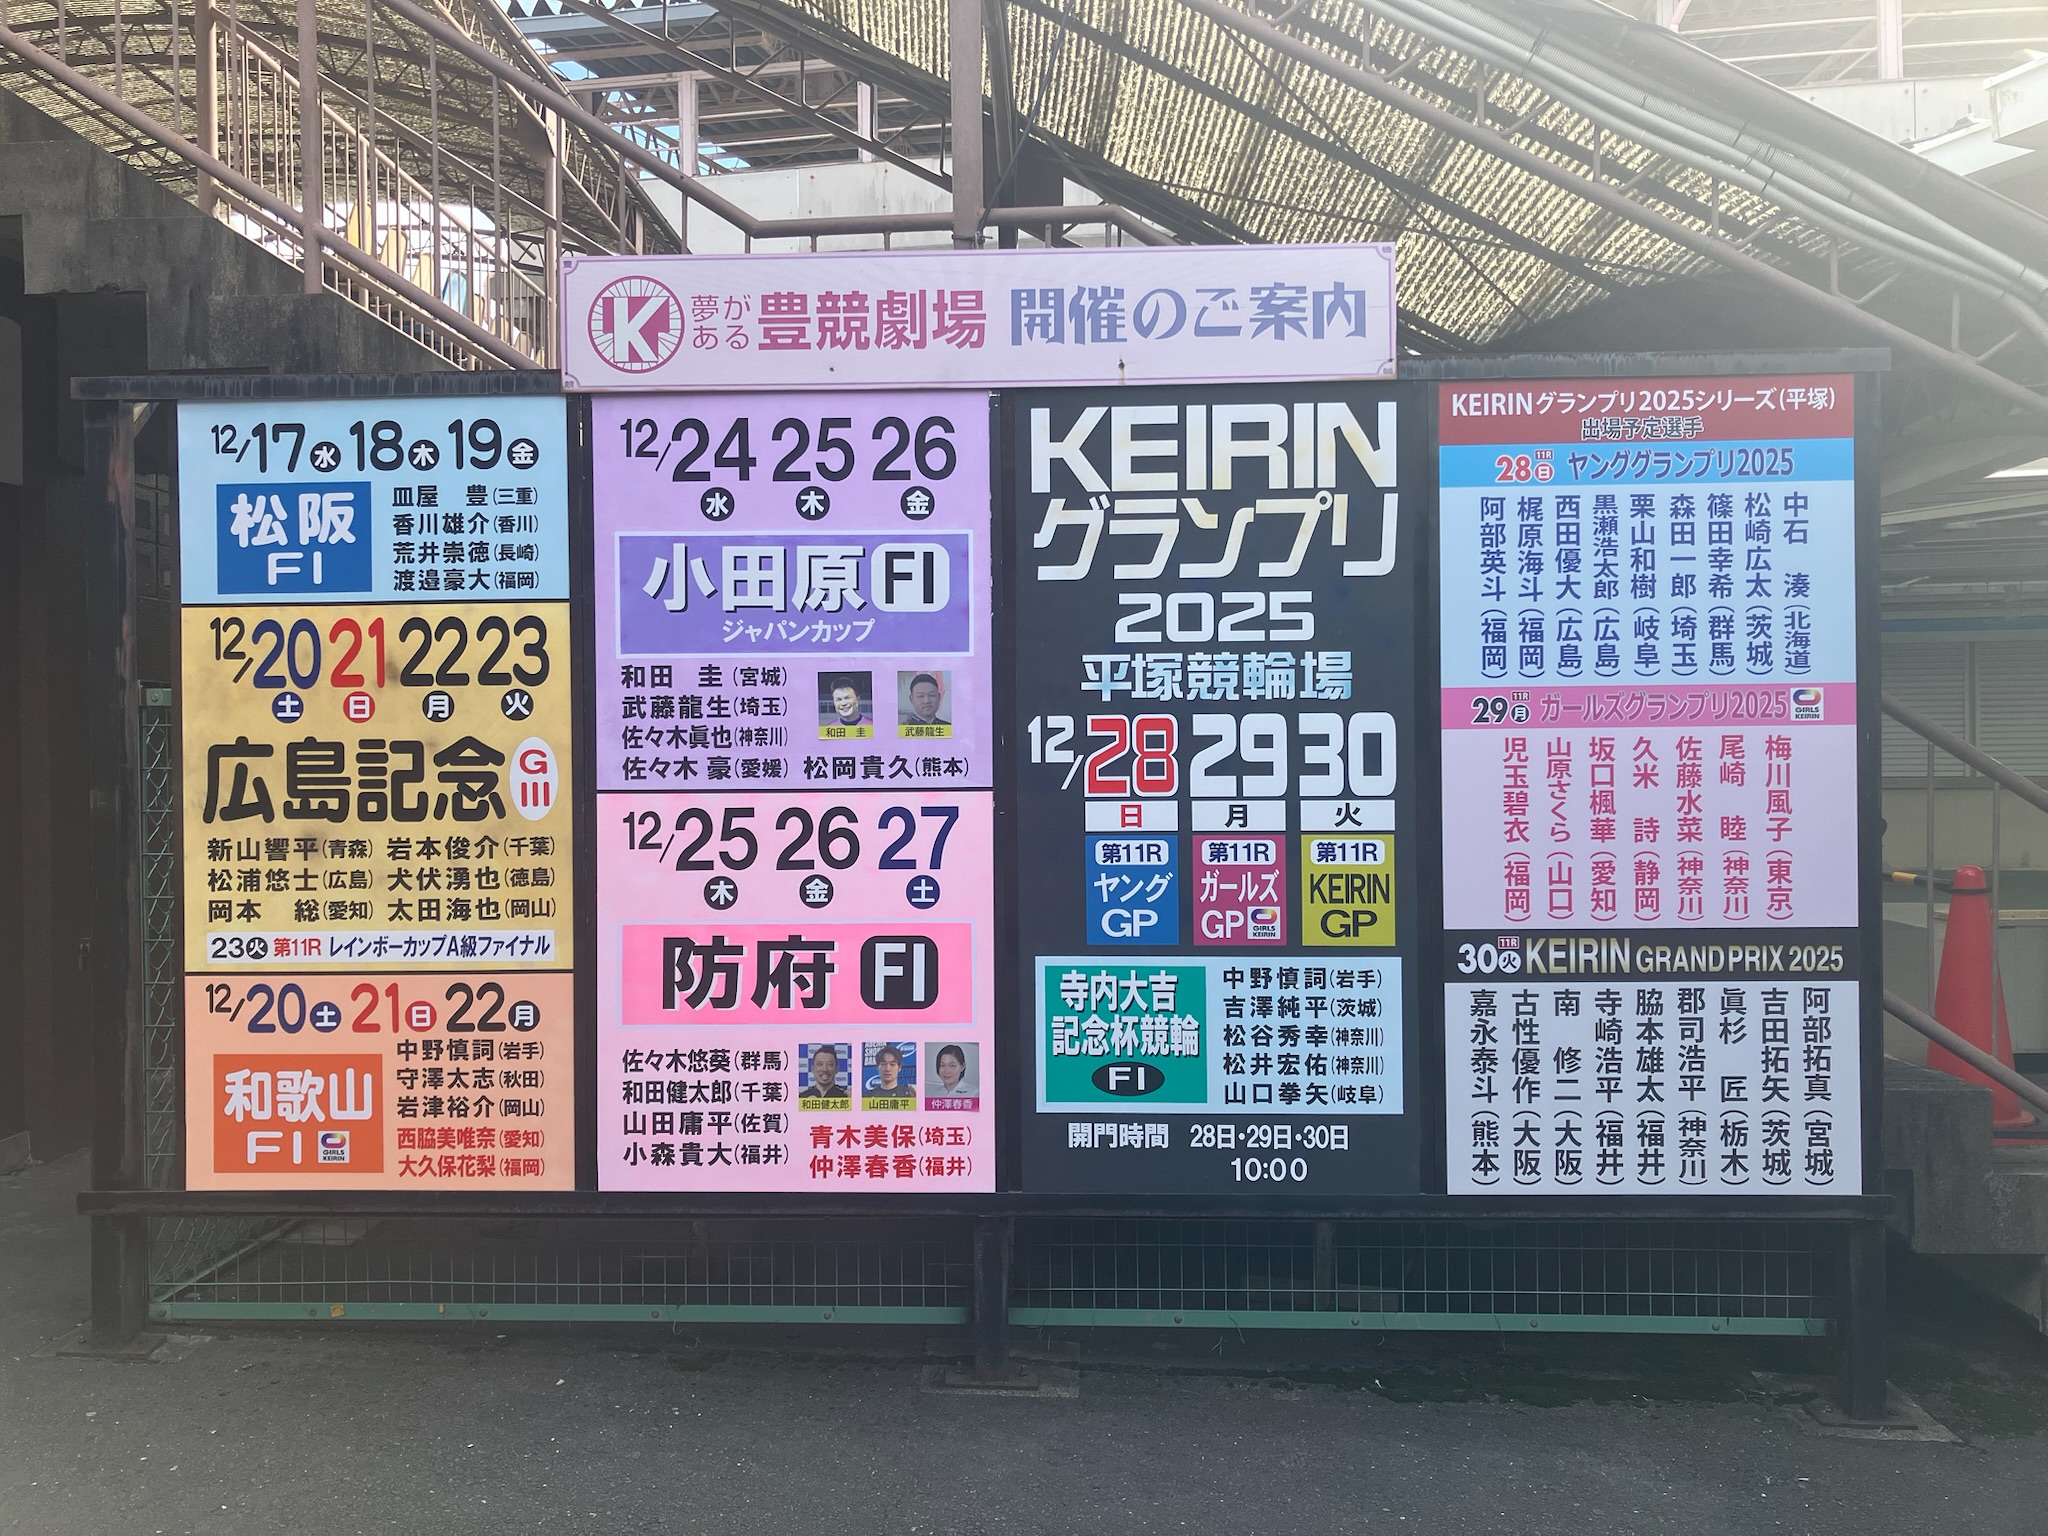 K 夢がある 豊競劇場 開催のご案内
12/17水 18木 19金
松阪
FI
皿屋 豊(三重)
香川雄介(香川)
荒井崇徳(長崎)
渡邉豪大(福岡)
12/20 21 22 23
土 日 月 火
広島記念 GIII
新山響平(青森) 岩本俊介(千葉)
松浦悠士(広島) 犬伏湧也(徳島)
岡本 総(愛知) 太田海也(岡山)
23火 第11R レインボーカップA級ファイナル
12/20土 21日 22月
和歌山
FI GIRLS KEIRIN
中野慎詞(岩手)
守澤太志(秋田)
岩津裕介(岡山)
西脇美唯奈(愛知)
大久保花梨(福岡)
12/24 25 26
水 木 金
小田原 FI
ジャパンカップ
和田 圭(宮城)
武藤龍生(埼玉)
佐々木眞也(神奈川)
佐々木 豪(愛媛) 松岡貴久(熊本)
和田 圭
武藤龍生
12/25 26 27
木 金 土
防府 FI
佐々木悠葵(群馬)
和田健太郎(千葉)
山田庸平(佐賀)
小森貴大(福井)
和田健太郎
山田庸平
仲澤春香
青木美保(埼玉)
仲澤春香(福井)
KEIRIN
グランプリ
2025
平塚競輪場
12/28 29 30
日 月 火
第11R
ヤング
GP
第11R
ガールズ
GP GIRLS KEIRIN
第11R
KEIRIN
GP
寺内大吉
記念杯競輪
FI
中野慎詞(岩手)
吉澤純平(茨城)
松谷秀幸(神奈川)
松井宏佑(神奈川)
山口拳矢(岐阜)
開門時間 28日・29日・30日
10:00
KEIRINグランプリ2025シリーズ(平塚)
出場予定選手
28 11R 日 ヤンググランプリ2025
中石 湊(北海道)
松崎広太(茨城)
篠田幸希(群馬)
森田一郎(埼玉)
栗山和樹(岐阜)
黒瀬浩太郎(広島)
西田優大(広島)
梶原海斗(福岡)
阿部英斗(福岡)
29 11R 月 ガールズグランプリ2025 GIRLS KEIRIN
梅川風子(東京)
尾崎 睦(神奈川)
佐藤水菜(神奈川)
久米 詩(静岡)
坂口楓華(愛知)
山原さくら(山口)
児玉碧衣(福岡)
30 11R 火 KEIRIN GRAND PRIX 2025
阿部拓真(宮城)
吉田拓矢(茨城)
眞杉 匠(栃木)
郡司浩平(神奈川)
脇本雄太(福井)
寺崎浩平(福井)
南 修二(大阪)
古性優作(大阪)
嘉永泰斗(熊本)